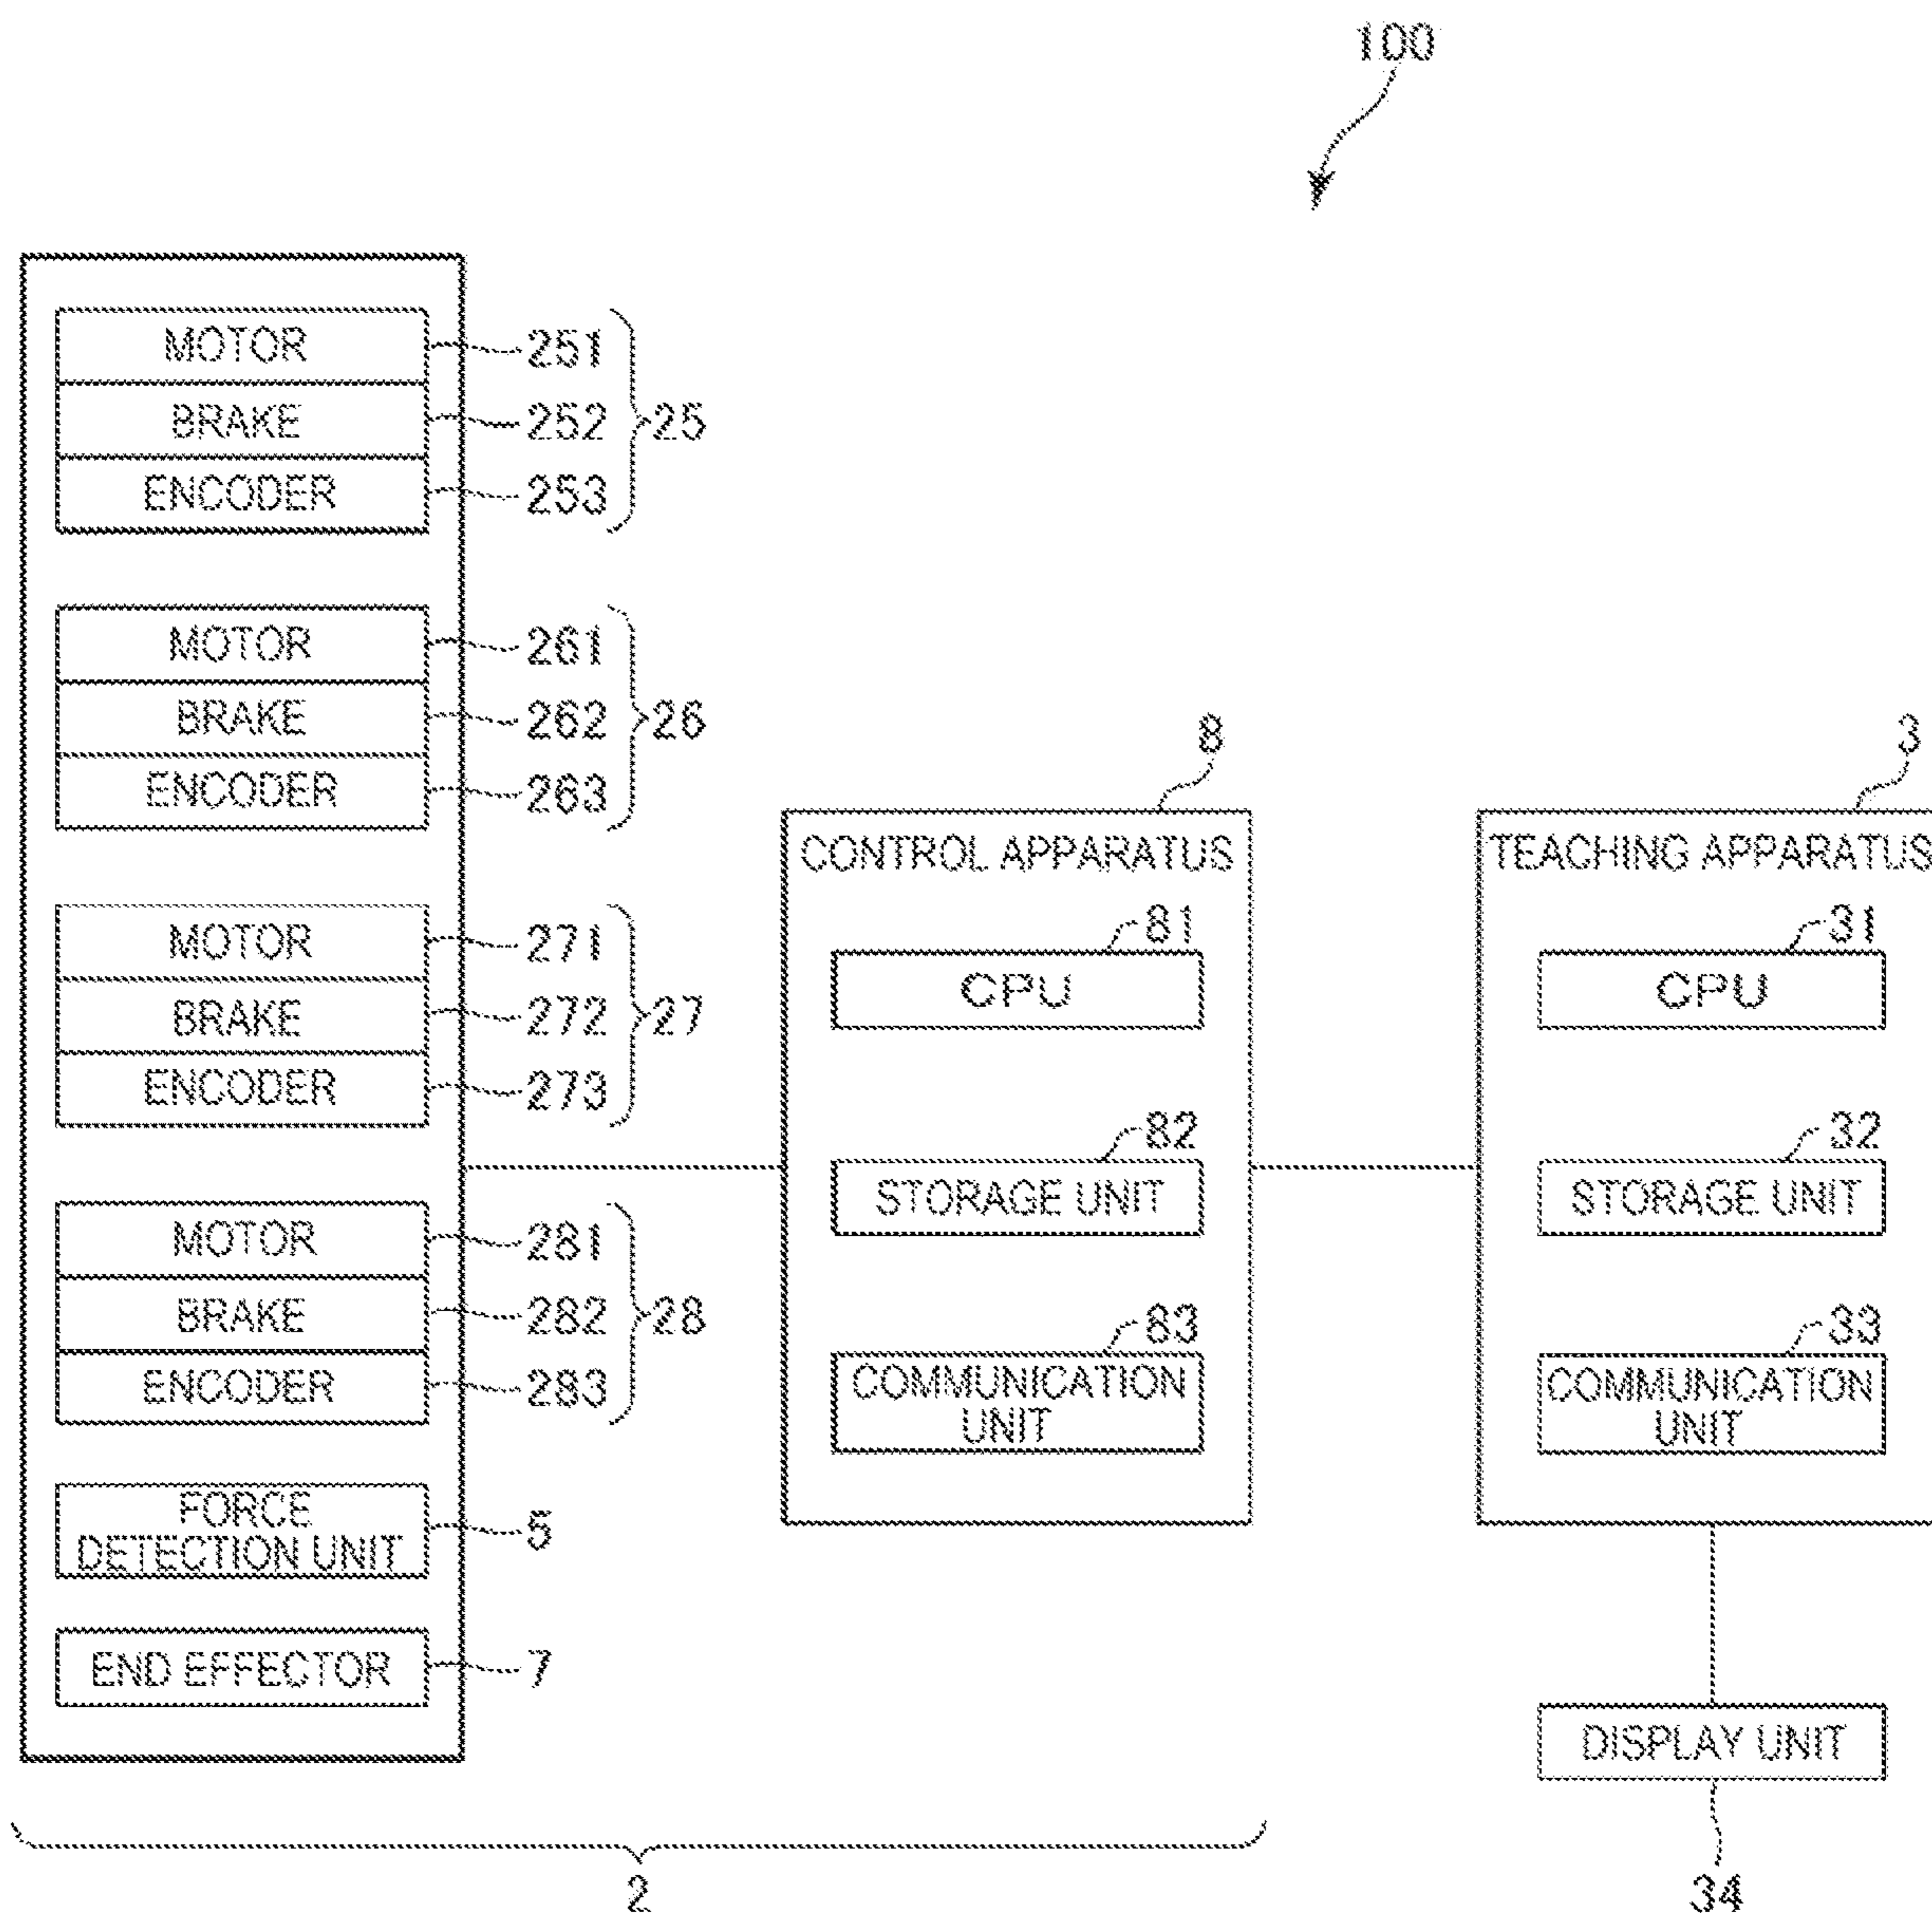 100
MOTOR
251
BRAKE
252
25
ENCODER
253
MOTOR
261
BRAKE
262
26
ENCODER
263
MOTOR
271
BRAKE
272
27
ENCODER
273
MOTOR
281
BRAKE
282
28
ENCODER
283
FORCE
DETECTION UNIT
5
END EFFECTOR
7
8
CONTROL APPARATUS
81
CPU
82
STORAGE UNIT
83
COMMUNICATION
UNIT
3
TEACHING APPARATUS
31
CPU
32
STORAGE UNIT
33
COMMUNICATION
UNIT
DISPLAY UNIT
34
2